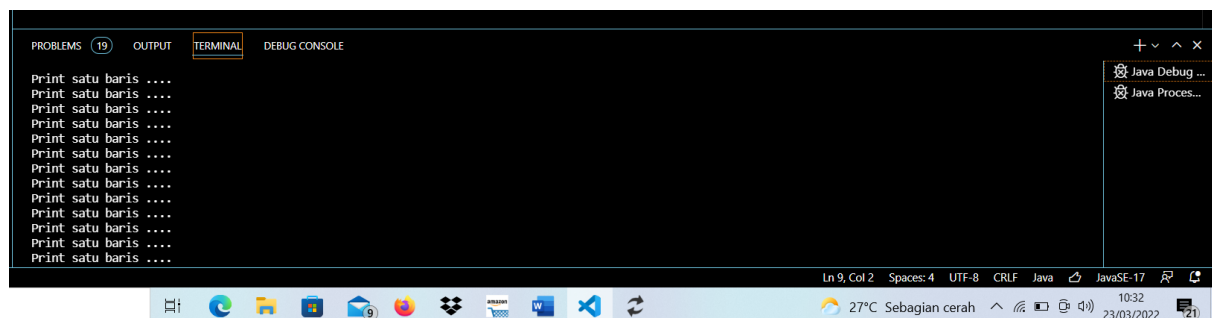 PROBLEMS 19 OUTPUT TERMINAL DEBUG CONSOLE
Print satu baris ....
Print satu baris ....
Print satu baris ....
Print satu baris ....
Print satu baris ....
Print satu baris ....
Print satu baris ....
Print satu baris ....
Print satu baris ....
Print satu baris ....
Print satu baris ....
Print satu baris ....
Print satu baris ....
Java Debug ...
Java Proces...
Ln 9, Col 2 Spaces: 4 UTF-8 CRLF Java JavaSE-17
9 amazon W 27°C Sebagian cerah 10:32
23/03/2022 21